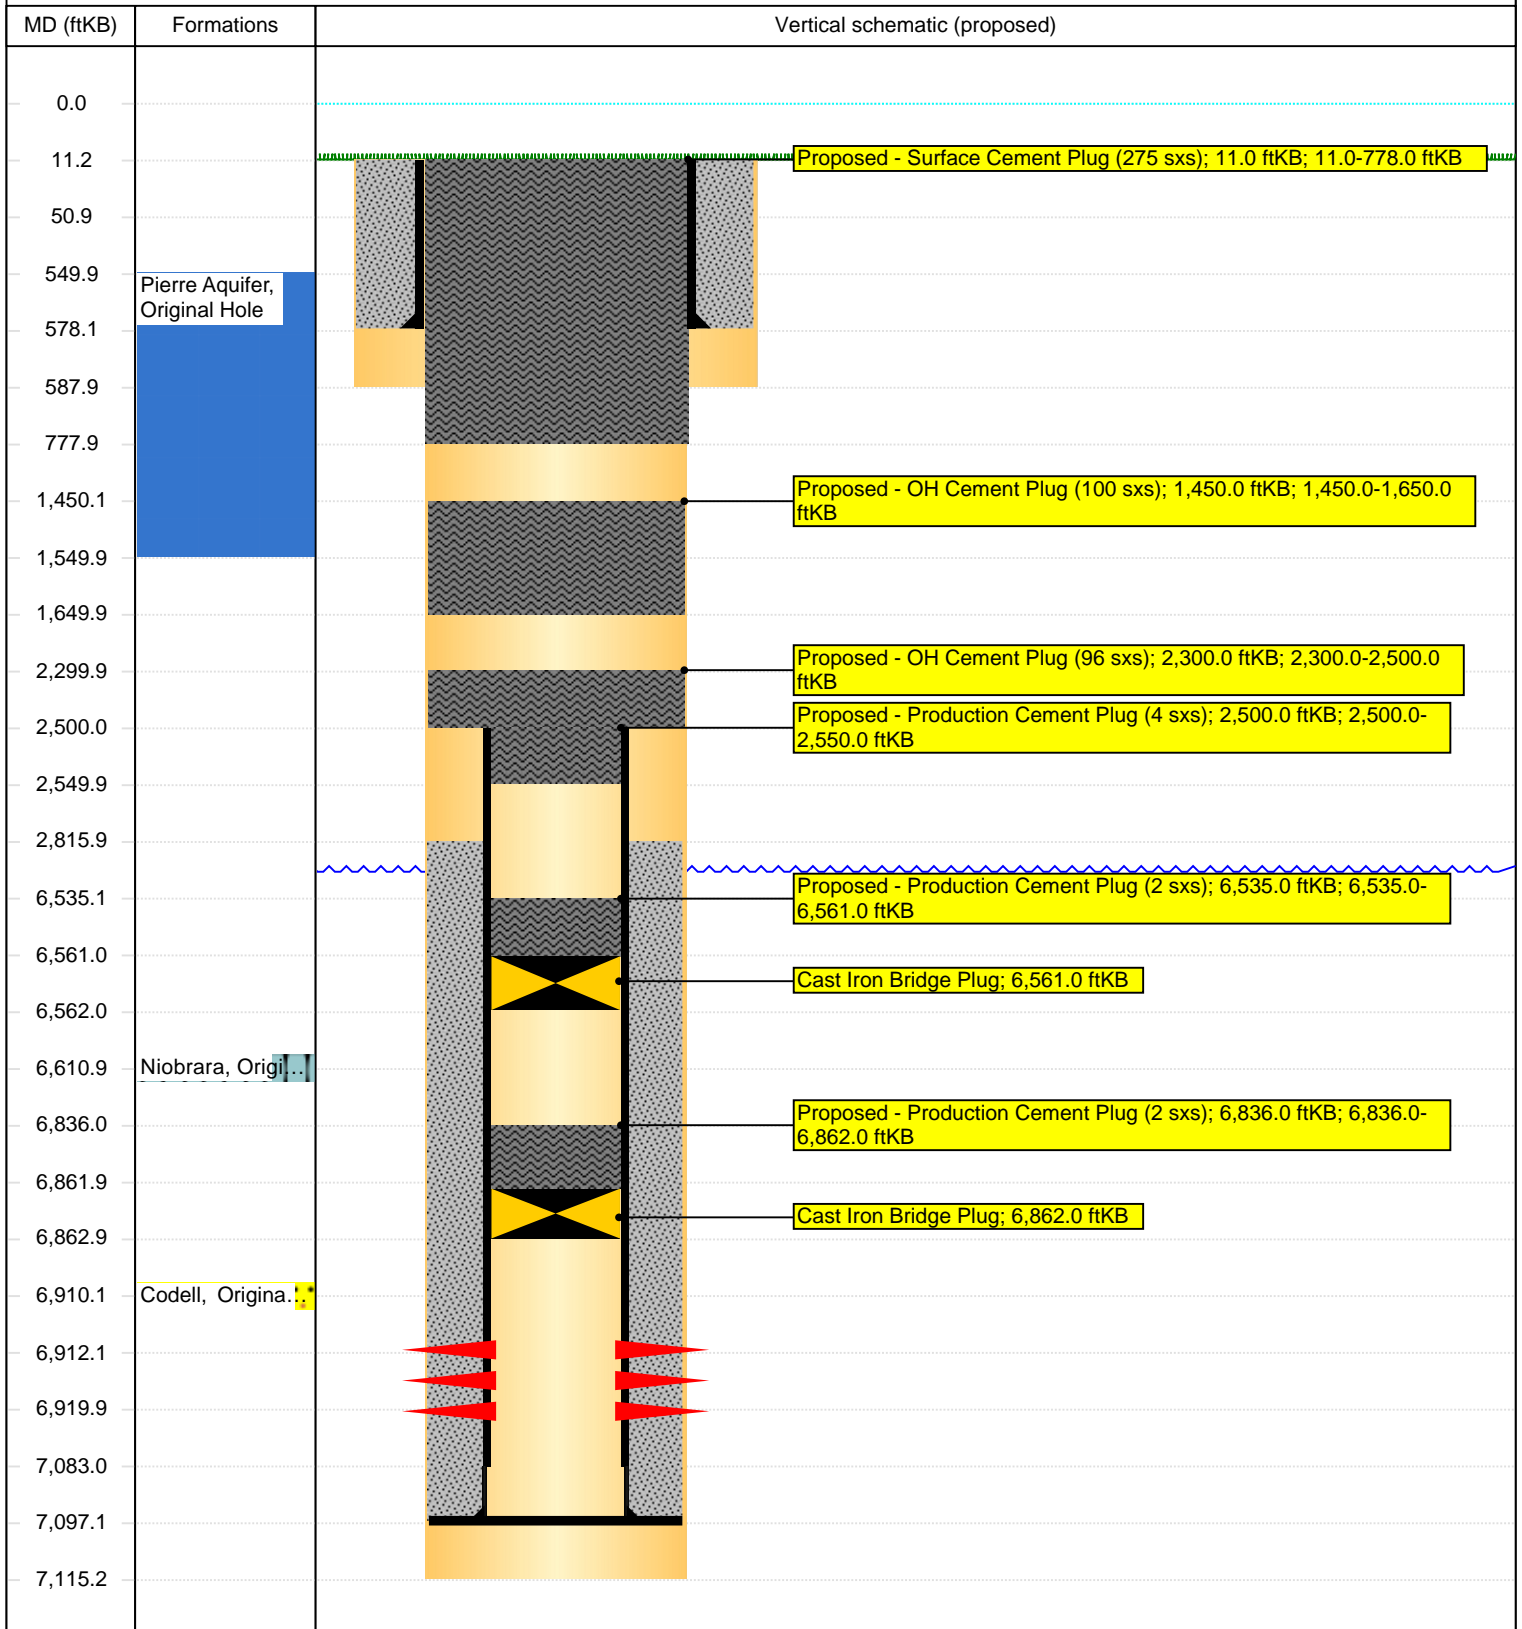 MD (ftKB)
Formations
Vertical schematic (proposed)
0.0
11.2
Proposed - Surface Cement Plug (275 sxs); 11.0 ftKB; 11.0-778.0 ftKB
50.9
549.9
Pierre Aquifer,
Original Hole
578.1
587.9
777.9
1,450.1
Proposed - OH Cement Plug (100 sxs); 1,450.0 ftKB; 1,450.0-1,650.0
ftKB
1,549.9
1,649.9
2,299.9
Proposed - OH Cement Plug (96 sxs); 2,300.0 ftKB; 2,300.0-2,500.0
ftKB
2,500.0
Proposed - Production Cement Plug (4 sxs); 2,500.0 ftKB; 2,500.0-
2,550.0 ftKB
2,549.9
2,815.9
6,535.1
Proposed - Production Cement Plug (2 sxs); 6,535.0 ftKB; 6,535.0-
6,561.0 ftKB
6,561.0
Cast Iron Bridge Plug; 6,561.0 ftKB
6,562.0
6,610.9
Niobrara, Origi...
6,836.0
Proposed - Production Cement Plug (2 sxs); 6,836.0 ftKB; 6,836.0-
6,862.0 ftKB
6,861.9
Cast Iron Bridge Plug; 6,862.0 ftKB
6,862.9
6,910.1
Codell, Origina...
6,912.1
6,919.9
7,083.0
7,097.1
7,115.2